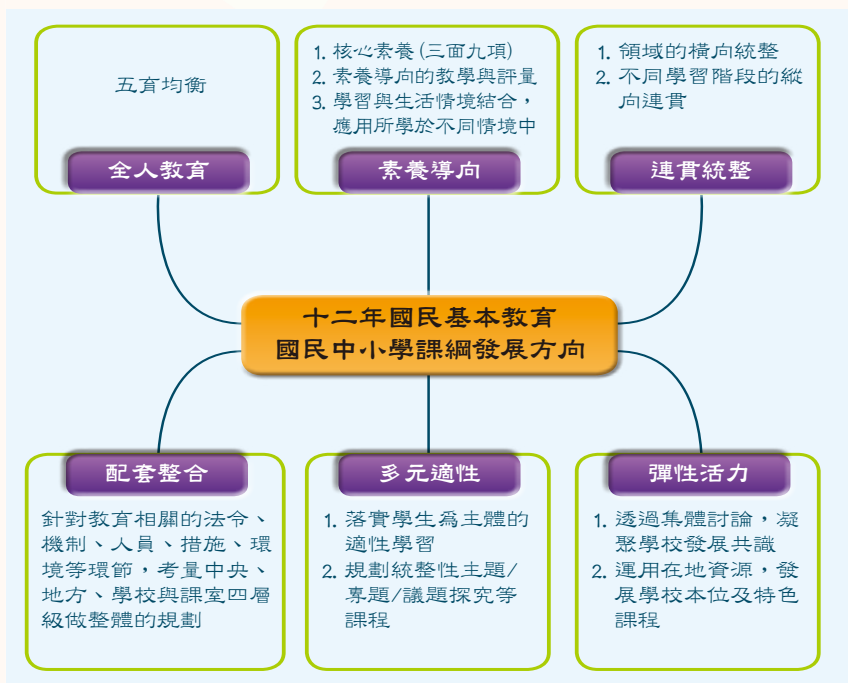 五育均衡
全人教育
1. 核心素養(三面九項)
2. 素養導向的教學與評量
3. 學習與生活情境結合，
應用所學於不同情境中
素養導向
1. 領域的橫向統整
2. 不同學習階段的縱
向連貫
連貫統整
十二年國民基本教育
國民中小學課綱發展方向
配套整合
針對教育相關的法令、
機制、人員、措施、環
境等環節，考量中央、
地方、學校與課室四層
級做整體的規劃
多元適性
1. 落實學生為主體的
適性學習
2. 規劃統整性主題/
專題/議題探究等
課程
彈性活力
1. 透過集體討論，凝
聚學校發展共識
2. 運用在地資源，發
展學校本位及特色
課程